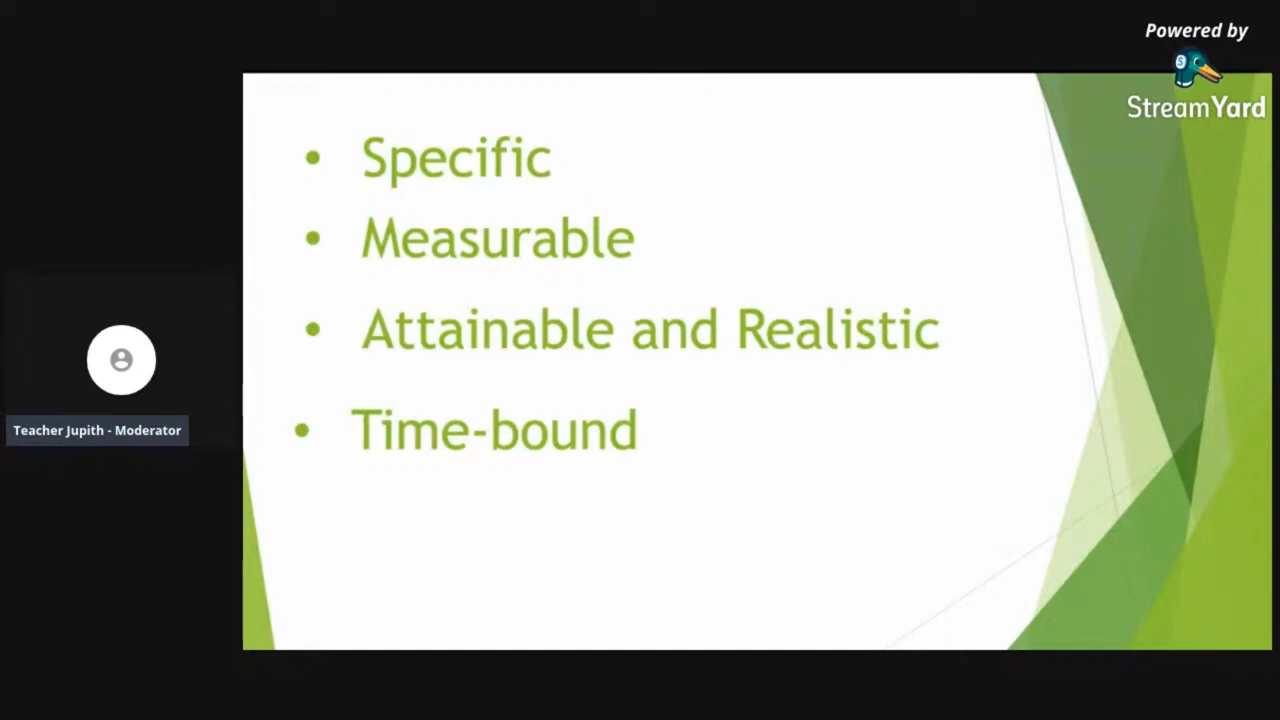 Powered by
StreamYard
• Specific
• Measurable
• Attainable and Realistic
• Time-bound
Teacher Jupith - Moderator